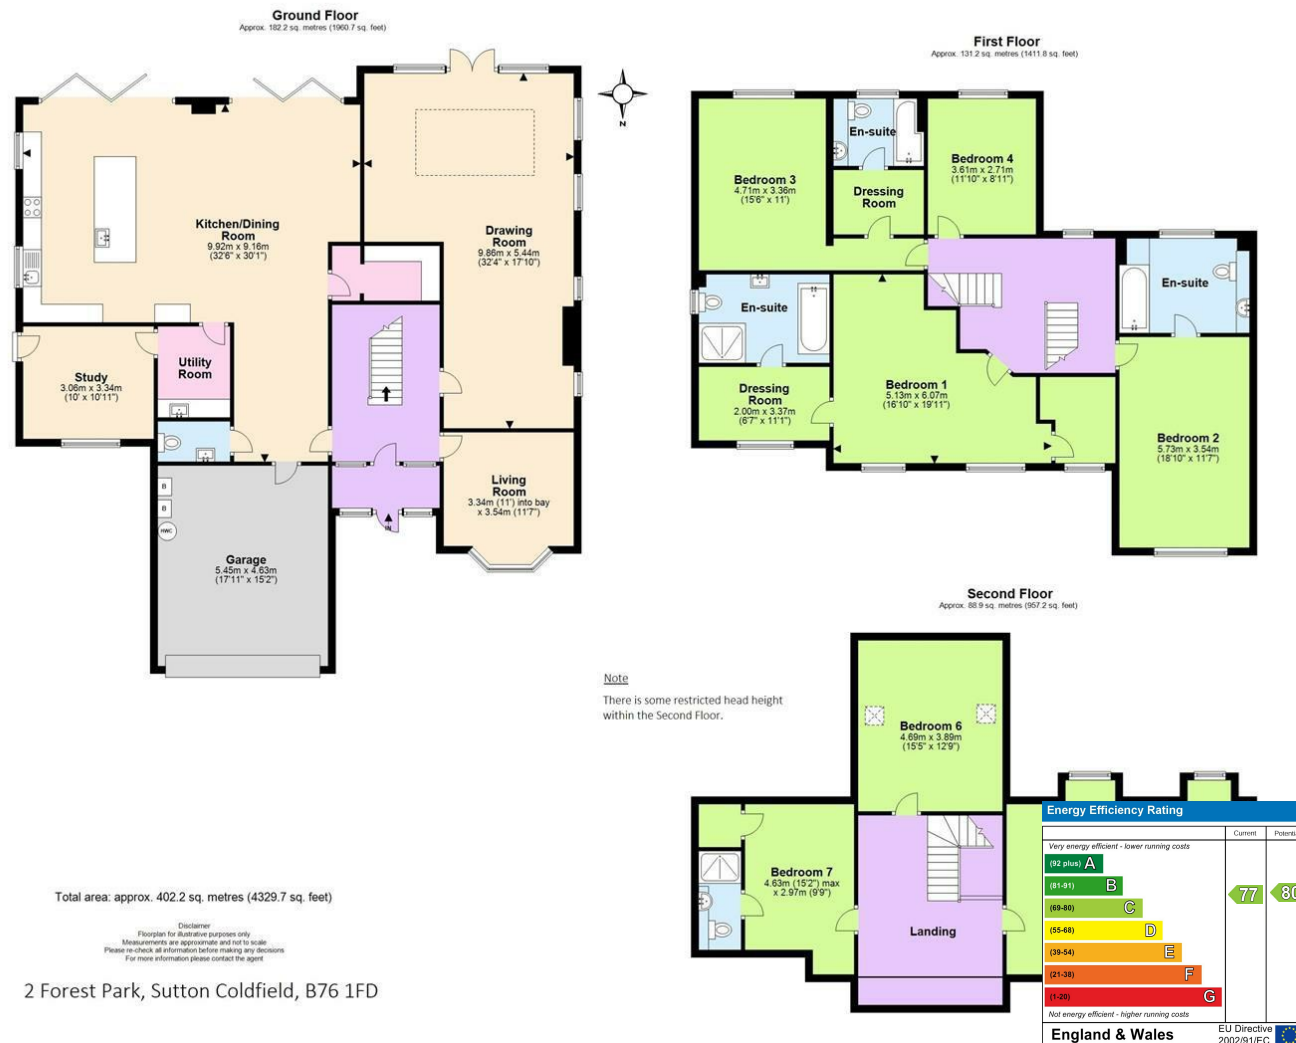 Ground Floor
Approx. 182.2 sq. metres (1960.7 sq. feet)
Kitchen/Dining
Room
9.92m x 9.16m
(32'6" x 30'1")
Drawing
Room
9.86m x 5.44m
(32'4" x 17'10")
Study
3.06m x 3.34m
(10' x 10'11")
Utility
Room
Living
Room
3.34m (11') into bay
x 3.54m (11'7")
IN
B
B
HWC
Garage
5.45m x 4.63m
(17'11" x 15'2")
N
First Floor
Approx. 131.2 sq. metres (1411.8 sq. feet)
Bedroom 3
4.71m x 3.36m
(15'6" x 11')
En-suite
Dressing
Room
Bedroom 4
3.61m x 2.71m
(11'10" x 8'11")
En-suite
En-suite
Dressing
Room
2.00m x 3.37m
(6'7" x 11'1")
Bedroom 1
5.13m x 6.07m
(16'10" x 19'11")
Bedroom 2
5.73m x 3.54m
(18'10" x 11'7")
Second Floor
Approx. 88.9 sq. metres (957.2 sq. feet)
Note
There is some restricted head height
within the Second Floor.
Bedroom 6
4.69m x 3.89m
(15'5" x 12'9")
Bedroom 7
4.63m (15'2") max
x 2.97m (9'9")
Landing
Energy Efficiency Rating
Current
Potenti
Very energy efficient - lower running costs
(92 plus) A
(81-91) B
(69-80) C
(55-68) D
(39-54) E
(21-38) F
(1-20) G
77
80
Not energy efficient - higher running costs
England & Wales
EU Directive
2002/91/EC
Total area: approx. 402.2 sq. metres (4329.7 sq. feet)
Disclaimer
Floorplan for illustrative purposes only
Measurements are approximate and not to scale
Please re-check all information before making any decisions
For more information please contact the agent
2 Forest Park, Sutton Coldfield, B76 1FD